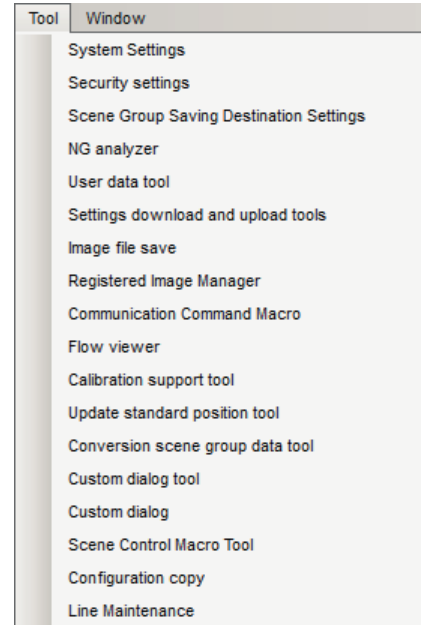 Tool Window
System Settings
Security settings
Scene Group Saving Destination Settings
NG analyzer
User data tool
Settings download and upload tools
Image file save
Registered Image Manager
Communication Command Macro
Flow viewer
Calibration support tool
Update standard position tool
Conversion scene group data tool
Custom dialog tool
Custom dialog
Scene Control Macro Tool
Configuration copy
Line Maintenance